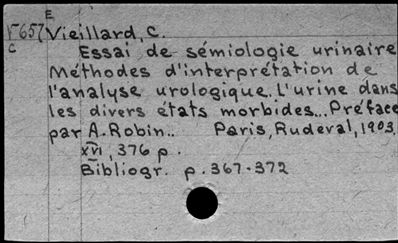 E
V657 Vieillard, C.
C
Essai de sémiologie urinaire
Méthodes d'interprétation de
l'analyse urologique. L'urine dans
les divers états morbides... Préface
par A. Robin.. Paris, Rudeval, 1903.
xvi, 376 p.
Bibliogr. p. 367-372